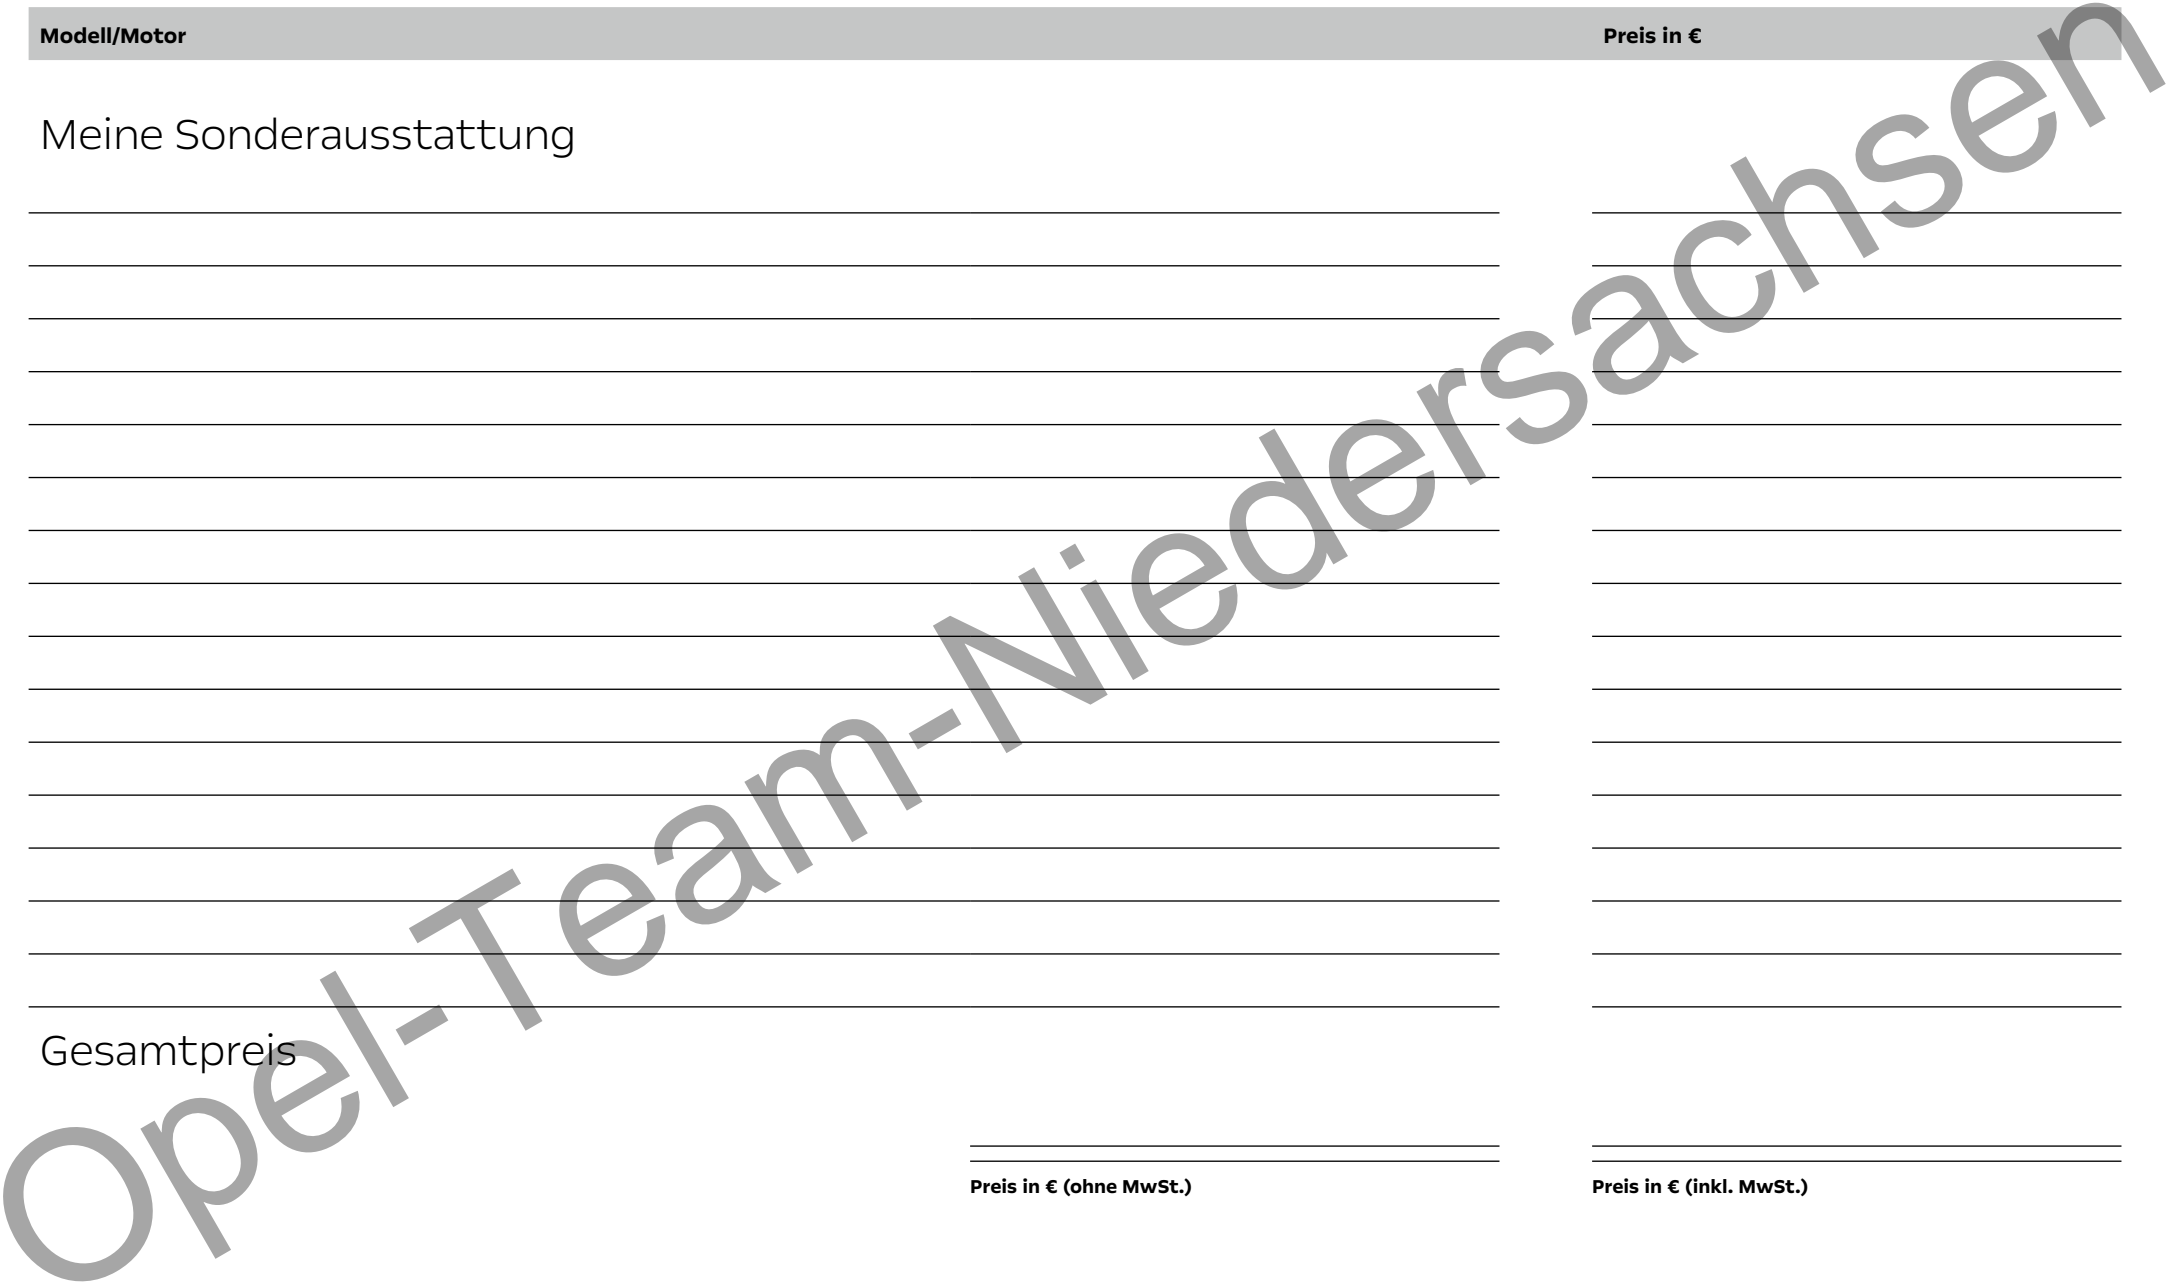 Modell/Motor Preis in €
Meine Sonderausstattung
Opel-Team-Niedersachsen
Gesamtpreis
Preis in € (ohne MwSt.) Preis in € (inkl. MwSt.)